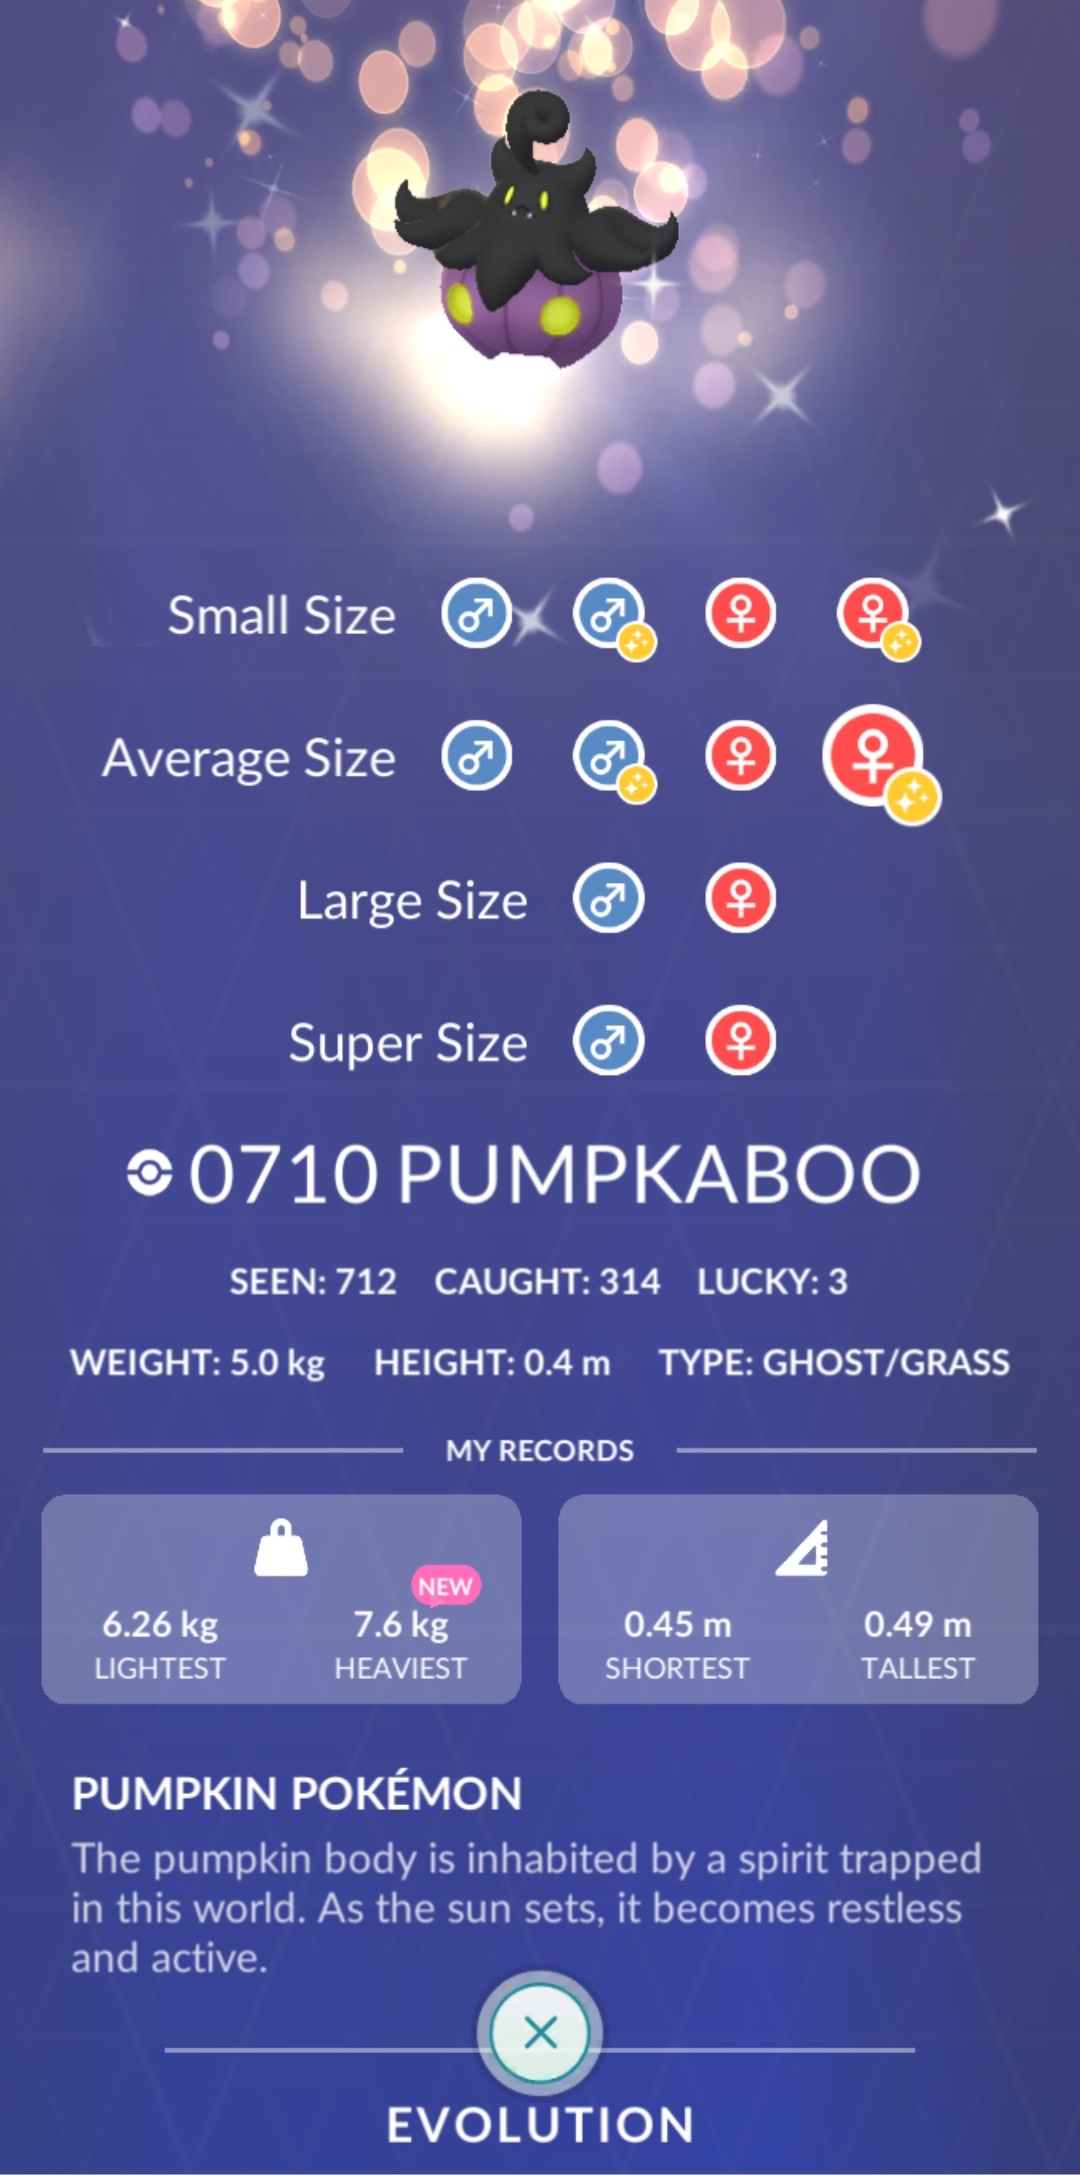 Small Size
Average Size
Large Size
Super Size
0710 PUMPKABOO
SEEN: 712 CAUGHT: 314 LUCKY: 3
WEIGHT: 5.0 kg HEIGHT: 0.4 m TYPE: GHOST/GRASS
MY RECORDS
NEW
6.26 kg 7.6 kg 0.45 m 0.49 m
LIGHTEST HEAVIEST SHORTEST TALLEST
PUMPKIN POKÉMON
The pumpkin body is inhabited by a spirit trapped
in this world. As the sun sets, it becomes restless
and active.
EVOLUTION